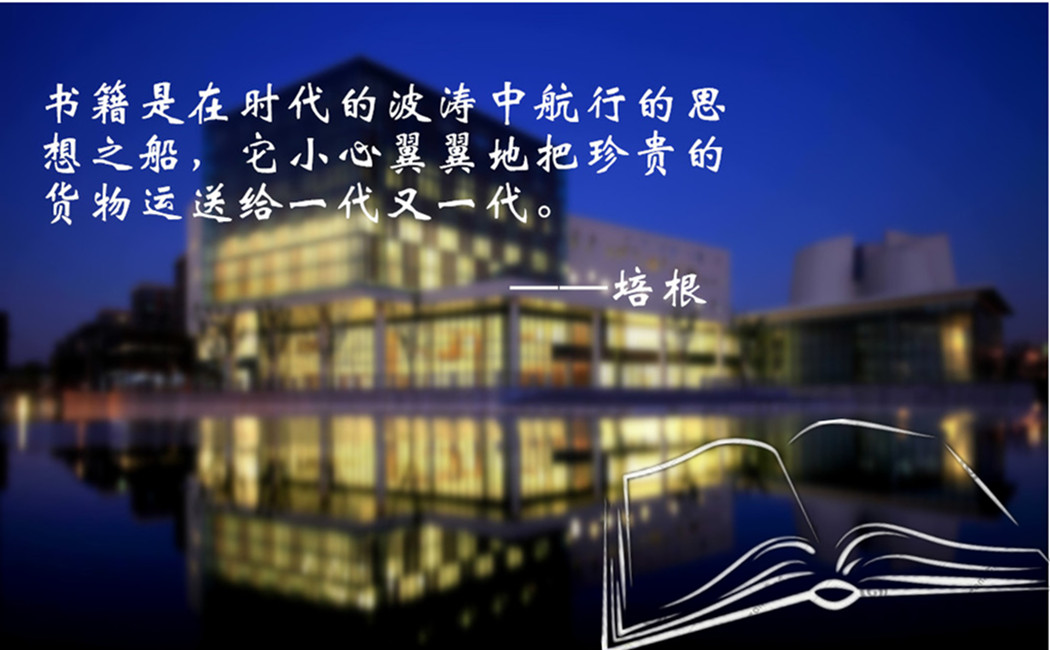 书籍是在时代的波涛中航行的思
想之船，它小心翼翼地把珍贵的
货物运送给一代又一代。
——培根